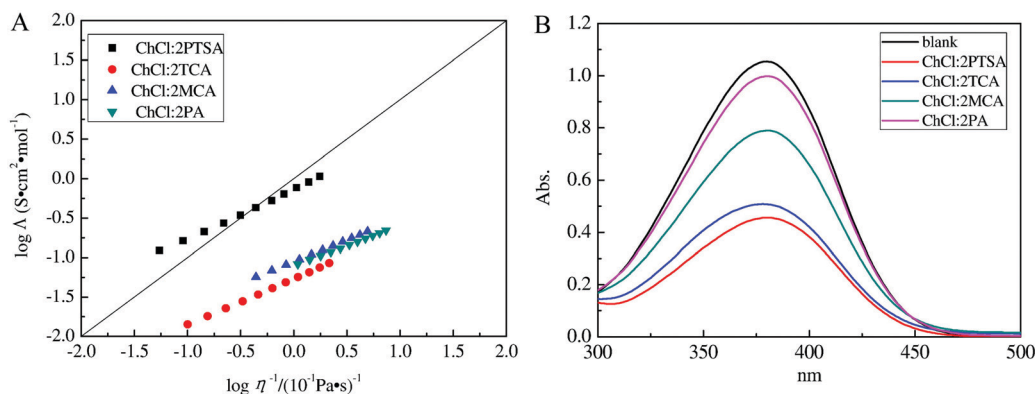 A
log Λ (S•cm²•mol⁻¹)
2.0
1.5
1.0
0.5
0.0
-0.5
-1.0
-1.5
-2.0
ChCl:2PTSA
ChCl:2TCA
ChCl:2MCA
ChCl:2PA
-2.0 -1.5 -1.0 -0.5 0.0 0.5 1.0 1.5 2.0
log η⁻¹/(10⁻¹Pa•s)⁻¹
B
Abs.
1.2
1.0
0.8
0.6
0.4
0.2
0.0
blank
ChCl:2PTSA
ChCl:2TCA
ChCl:2MCA
ChCl:2PA
300 350 400 450 500
nm